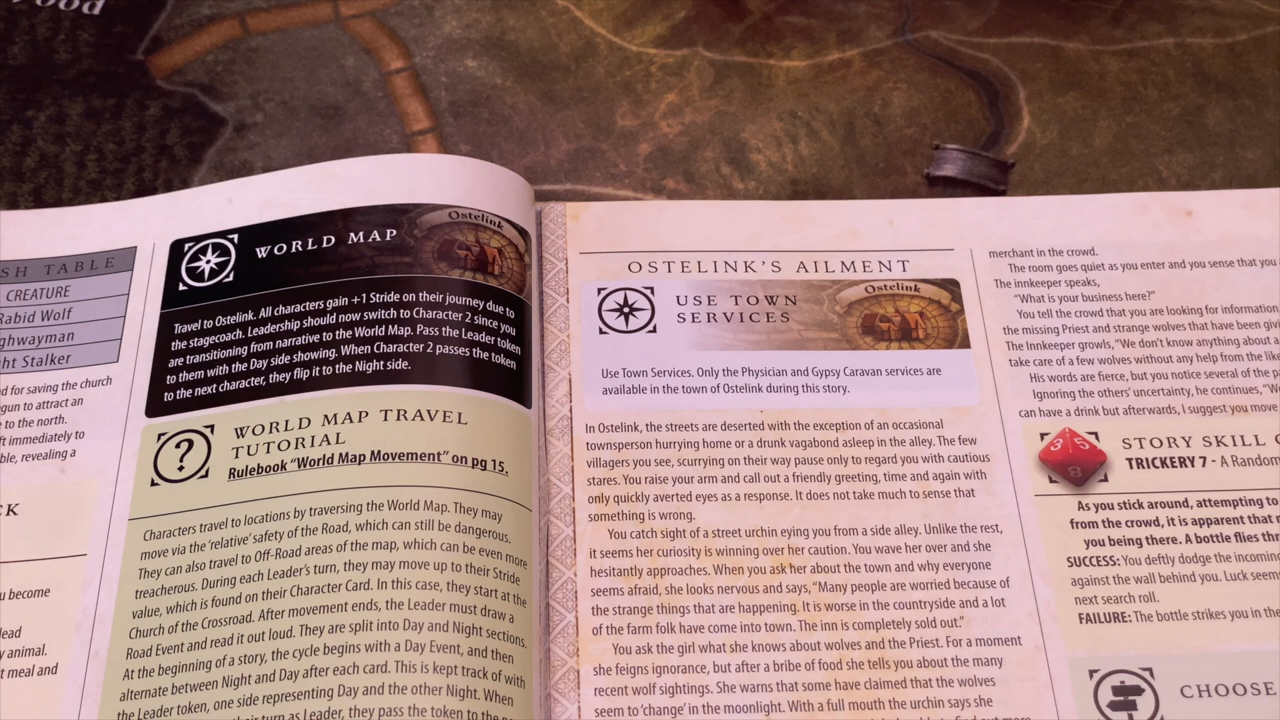 ood
SH TABLE
CREATURE
Rabid Wolf
ghwayman
ht Stalker
d for saving the church
gun to attract an
e to the north.
ft immediately to
ble, revealing a
CK
u become
lead
y animal.
t meal and
WORLD MAP
Ostelink
Travel to Ostelink. All characters gain +1 Stride on their journey due to
the stagecoach. Leadership should now switch to Character 2 since you
are transitioning from narrative to the World Map. Pass the Leader token
to them with the Day side showing. When Character 2 passes the token
to the next character, they flip it to the Night side.
WORLD MAP TRAVEL
TUTORIAL
Rulebook “World Map Movement” on pg 15.
Characters travel to locations by traversing the World Map. They may
move via the ‘relative’ safety of the Road, which can still be dangerous.
They can also travel to Off-Road areas of the map, which can be even more
treacherous. During each Leader’s turn, they may move up to their Stride
value, which is found on their Character Card. In this case, they start at the
Church of the Crossroad. After movement ends, the Leader must draw a
Road Event and read it out loud. They are split into Day and Night sections.
At the beginning of a story, the cycle begins with a Day Event, and then
alternate between Night and Day after each card. This is kept track of with
the Leader token, one side representing Day and the other Night. When
their turn as Leader, they pass the token to the
OSTELINK’S AILMENT
USE TOWN
SERVICES
Ostelink
Use Town Services. Only the Physician and Gypsy Caravan services are
available in the town of Ostelink during this story.
In Ostelink, the streets are deserted with the exception of an occasional
townsperson hurrying home or a drunk vagabond asleep in the alley. The few
villagers you see, scurrying on their way pause only to regard you with cautious
stares. You raise your arm and call out a friendly greeting, time and again with
only quickly averted eyes as a response. It does not take much to sense that
something is wrong.
You catch sight of a street urchin eying you from a side alley. Unlike the rest,
it seems her curiosity is winning over her caution. You wave her over and she
hesitantly approaches. When you ask her about the town and why everyone
seems afraid, she looks nervous and says, “Many people are worried because of
the strange things that are happening. It is worse in the countryside and a lot
of the farm folk have come into town. The inn is completely sold out.”
You ask the girl what she knows about wolves and the Priest. For a moment
she feigns ignorance, but after a bribe of food she tells you about the many
recent wolf sightings. She warns that some have claimed that the wolves
seem to ‘change’ in the moonlight. With a full mouth the urchin says she
merchant in the crowd.
The room goes quiet as you enter and you sense that you
The innkeeper speaks,
“What is your business here?”
You tell the crowd that you are looking for information
the missing Priest and strange wolves that have been giv
The Innkeeper growls, “We don’t know anything about a
take care of a few wolves without any help from the like
His words are fierce, but you notice several of the pa
Ignoring the others’ uncertainty, he continues, “W
can have a drink but afterwards, I suggest you move
3 5
8
STORY SKILL C
TRICKERY 7 - A Random
As you stick around, attempting to
from the crowd, it is apparent that
you being there. A bottle flies thr
SUCCESS: You deftly dodge the incomin
against the wall behind you. Luck seem
next search roll.
FAILURE: The bottle strikes you in the
CHOOSE